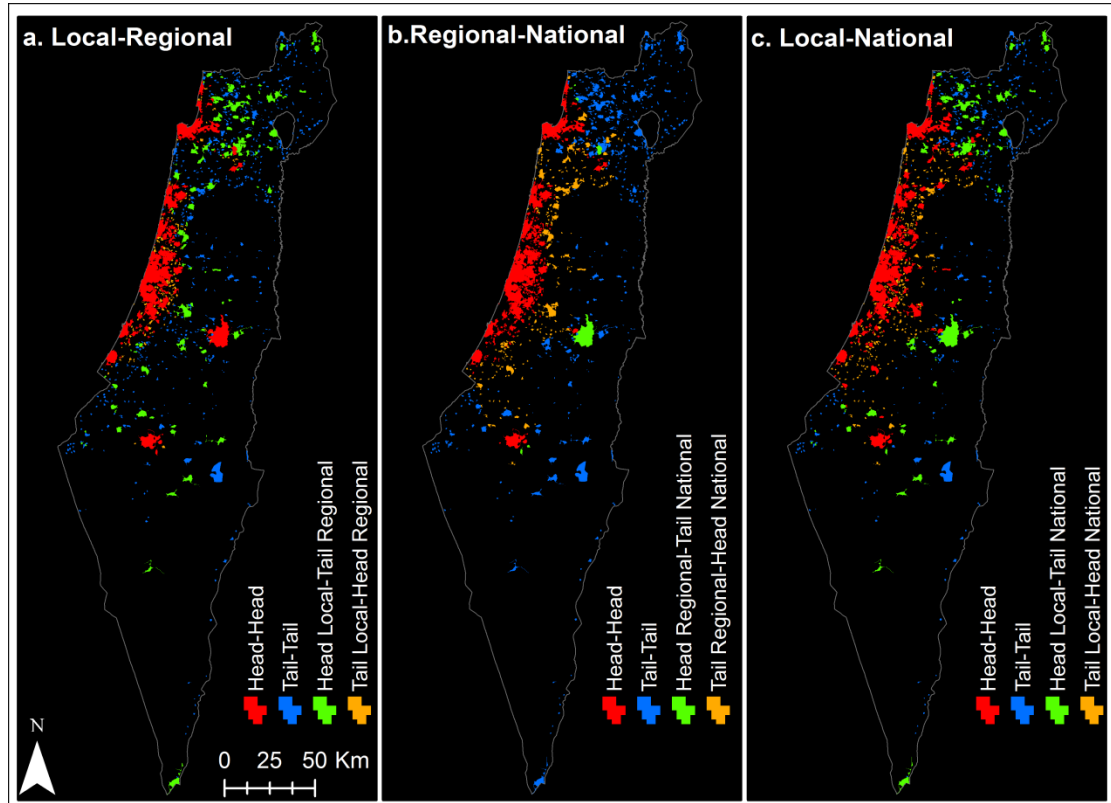 a. Local-Regional
Head-Head
Tail-Tail
Head Local-Tail Regional
Tail Local-Head Regional
N
0 25 50 Km
b.Regional-National
Head-Head
Tail-Tail
Head Regional-Tail National
Tail Regional-Head National
c. Local-National
Head-Head
Tail-Tail
Head Local-Tail National
Tail Local-Head National